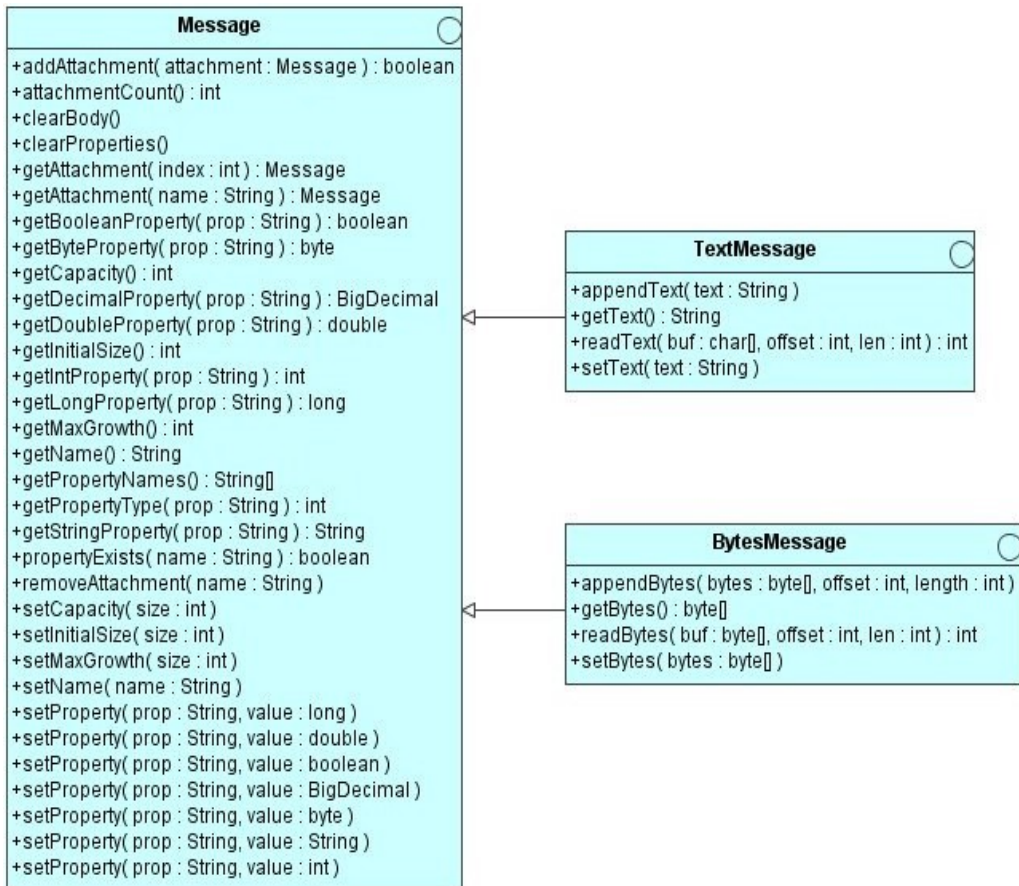 Message
+addAttachment( attachment : Message ) : boolean
+attachmentCount() : int
+clearBody()
+clearProperties()
+getAttachment( index : int ) : Message
+getAttachment( name : String ) : Message
+getBooleanProperty( prop : String ) : boolean
+getByteProperty( prop : String ) : byte
+getCapacity() : int
+getDecimalProperty( prop : String ) : BigDecimal
+getDoubleProperty( prop : String ) : double
+getInitialSize() : int
+getIntProperty( prop : String ) : int
+getLongProperty( prop : String ) : long
+getMaxGrowth() : int
+getName() : String
+getPropertyNames() : String[]
+getPropertyType( prop : String ) : int
+getStringProperty( prop : String ) : String
+propertyExists( name : String ) : boolean
+removeAttachment( name : String )
+setCapacity( size : int )
+setInitialSize( size : int )
+setMaxGrowth( size : int )
+setName( name : String )
+setProperty( prop : String, value : long )
+setProperty( prop : String, value : double )
+setProperty( prop : String, value : boolean )
+setProperty( prop : String, value : BigDecimal )
+setProperty( prop : String, value : byte )
+setProperty( prop : String, value : String )
+setProperty( prop : String, value : int )
TextMessage
+appendText( text : String )
+getText() : String
+readText( buf : char[], offset : int, len : int ) : int
+setText( text : String )
BytesMessage
+appendBytes( bytes : byte[], offset : int, length : int )
+getBytes() : byte[]
+readBytes( buf : byte[], offset : int, len : int ) : int
+setBytes( bytes : byte[] )